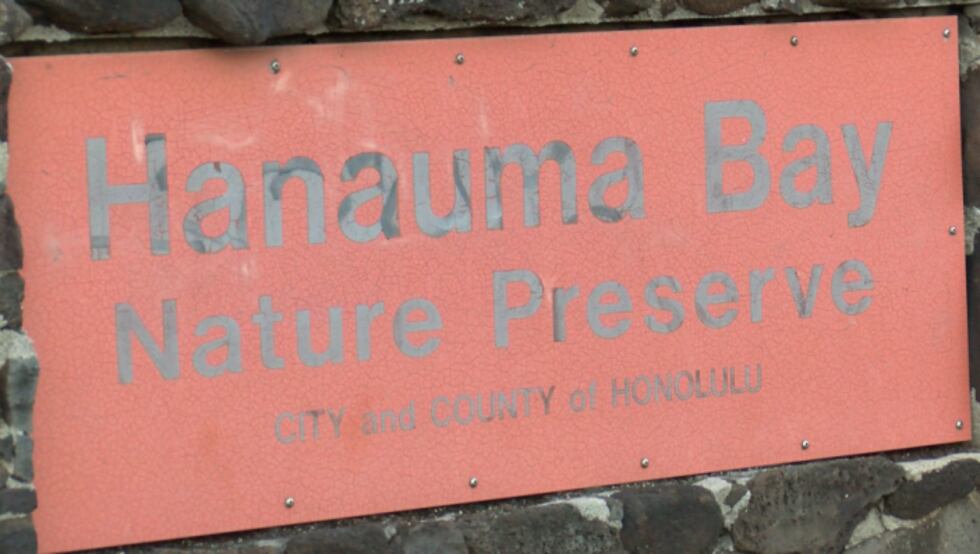 Hanauma Bay
Nature Preserve
CITY and COUNTY of HONOLULU